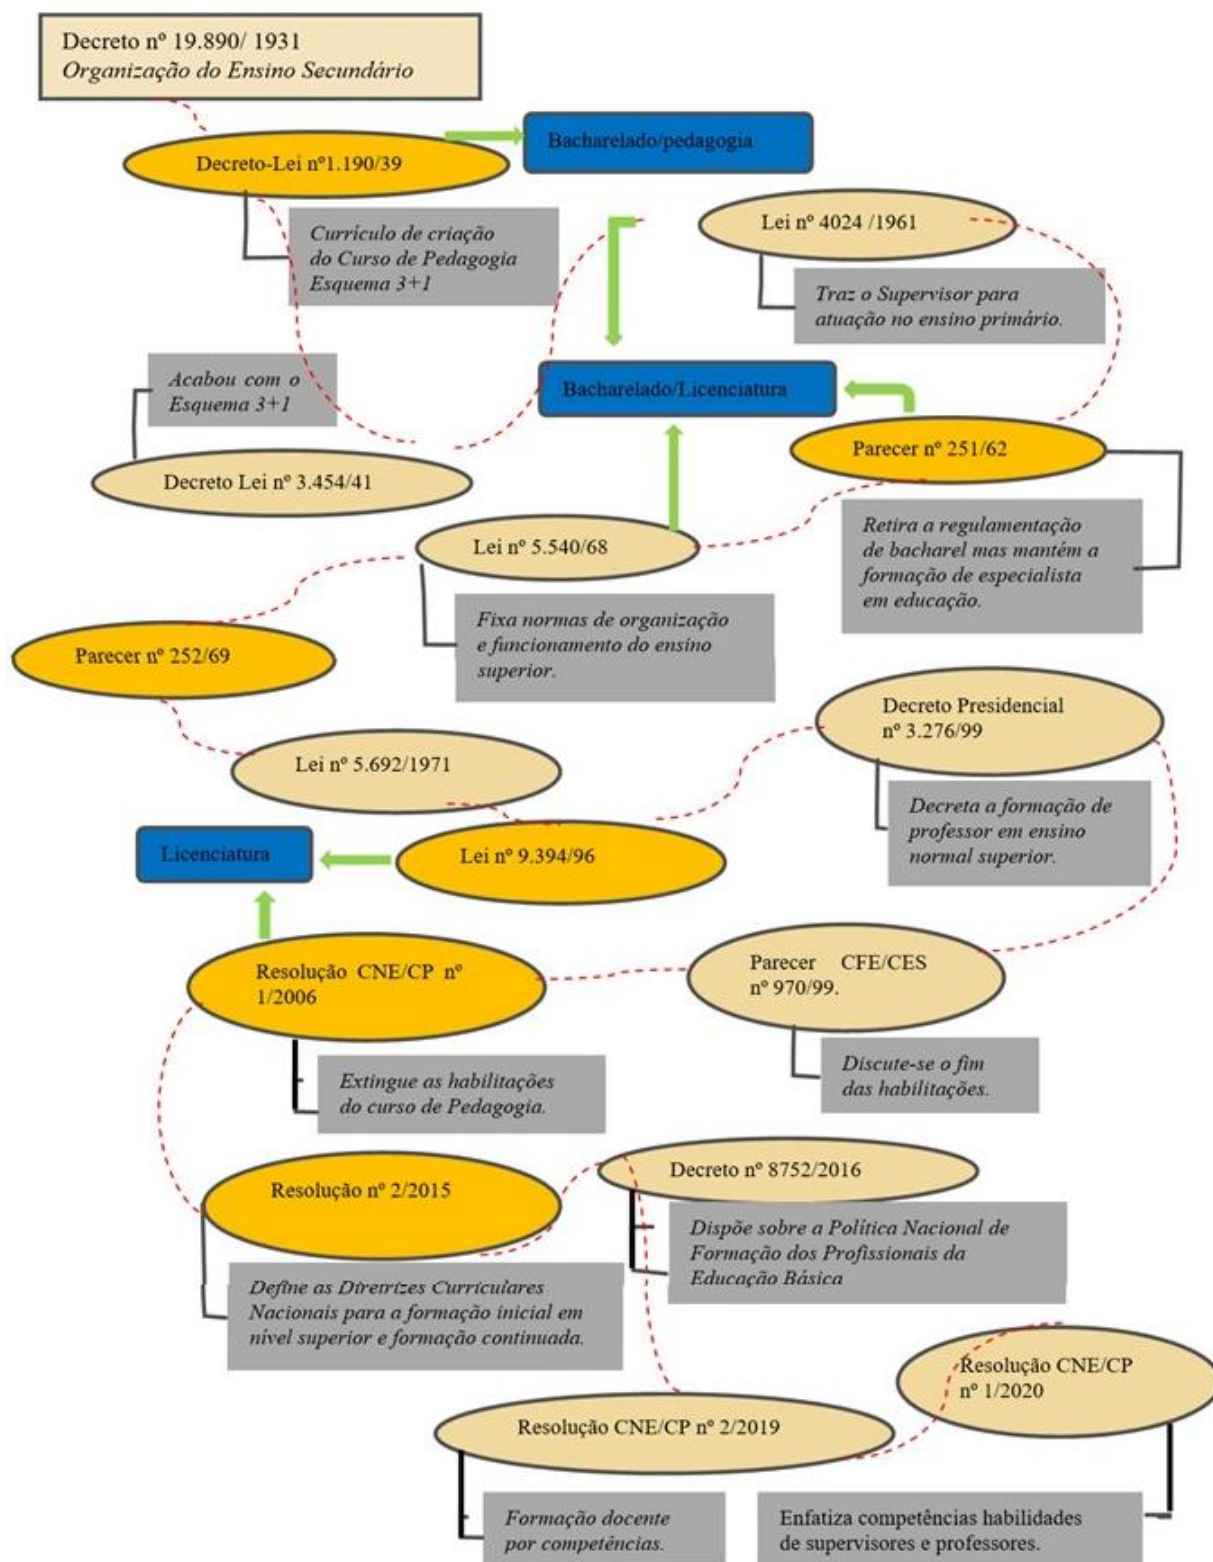 Decreto nº 19.890/ 1931
Organização do Ensino Secundário
Bacharelado/pedagogia
Decreto-Lei nº1.190/39
Currículo de criação
do Curso de Pedagogia
Esquema 3+1
Lei nº 4024 /1961
Traz o Supervisor para
atuação no ensino primário.
Acabou com o
Esquema 3+1
Bacharelado/Licenciatura
Decreto Lei nº 3.454/41
Parecer nº 251/62
Retira a regulamentação
de bacharel mas mantém a
formação de especialista
em educação.
Lei nº 5.540/68
Fixa normas de organização
e funcionamento do ensino
superior.
Parecer nº 252/69
Decreto Presidencial
nº 3.276/99
Lei nº 5.692/1971
Decreta a formação de
professor em ensino
normal superior.
Licenciatura
Lei nº 9.394/96
Resolução CNE/CP nº
1/2006
Parecer CFE/CES
nº 970/99.
Extingue as habilitações
do curso de Pedagogia.
Discute-se o fim
das habilitações.
Resolução nº 2/2015
Decreto nº 8752/2016
Dispõe sobre a Política Nacional de
Formação dos Profissionais da
Educação Básica
Define as Diretrizes Curriculares
Nacionais para a formação inicial em
nível superior e formação continuada.
Resolução CNE/CP
nº 1/2020
Resolução CNE/CP nº 2/2019
Formação docente
por competências.
Enfatiza competências habilidades
de supervisores e professores.